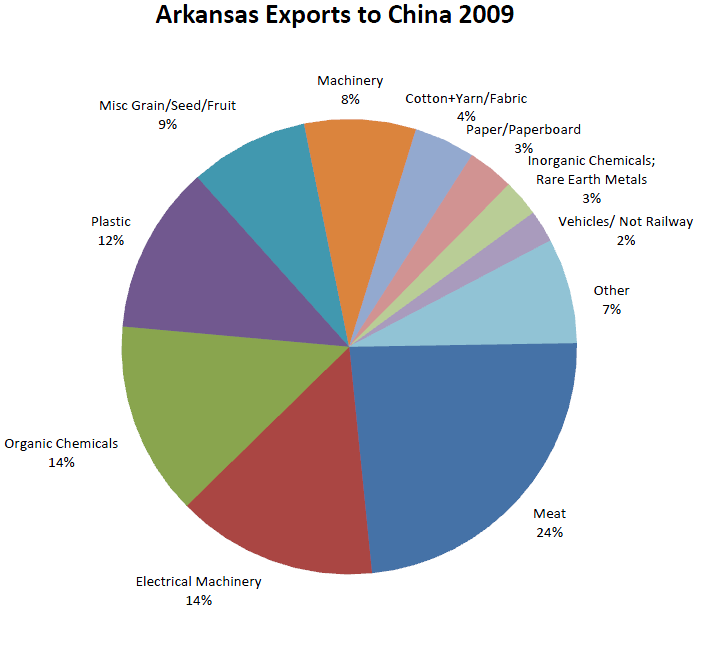 Arkansas Exports to China 2009
Machinery
8%
Cotton+Yarn/Fabric
4%
Paper/Paperboard
3%
Inorganic Chemicals;
Rare Earth Metals
3%
Vehicles/ Not Railway
2%
Other
7%
Meat
24%
Electrical Machinery
14%
Organic Chemicals
14%
Plastic
12%
Misc Grain/Seed/Fruit
9%